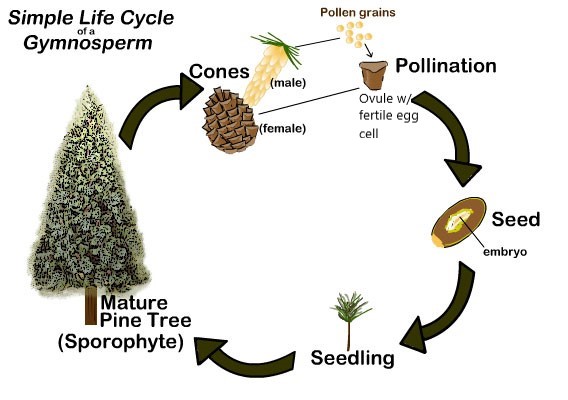 Simple Life Cycle
of a
Gymnosperm
Pollen grains
Cones
(male)
(female)
Pollination
Ovule w/
fertile egg
cell
Seed
embryo
Seedling
Mature
Pine Tree
(Sporophyte)